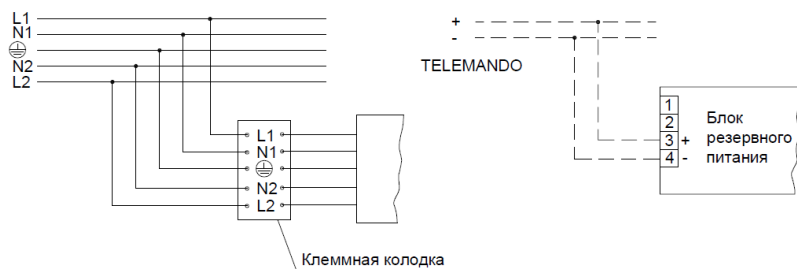 L1
N1
N2
L2
L1
N1
N2
L2
Клеммная колодка
+
-
TELEMANDO
1
2
3 +
4 -
Блок
резервного
питания